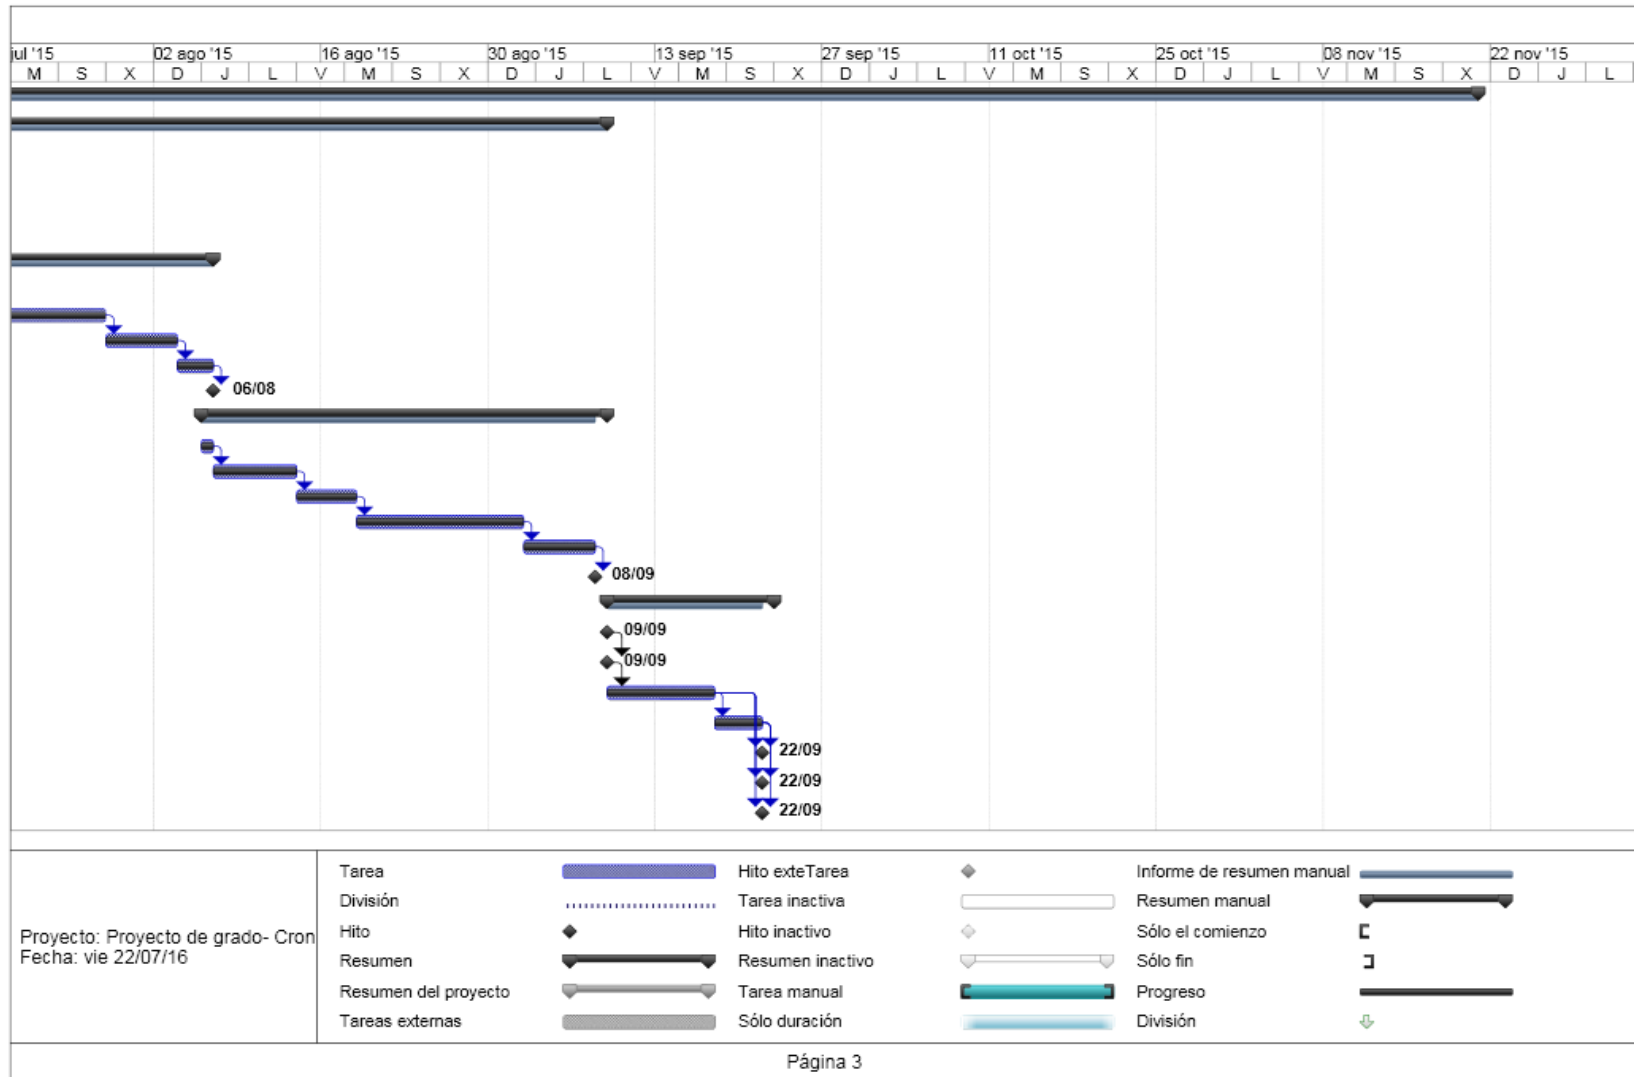 jul '15 02 ago '15 16 ago '15 30 ago '15 13 sep '15 27 sep '15 11 oct '15 25 oct '15 08 nov '15 22 nov '15
M S X D J L V M S X D J L V M S X D J L V M S X D J L V M S X D J L
06/08
08/09
09/09
09/09
22/09
22/09
22/09
Tarea Hito exteTarea Informe de resumen manual
División Tarea inactiva Resumen manual
Hito Hito inactivo Sólo el comienzo
Resumen Resumen inactivo Sólo fin
Resumen del proyecto Tarea manual Progreso
Tareas externas Sólo duración División
Proyecto: Proyecto de grado- Cron
Fecha: vie 22/07/16
Página 3